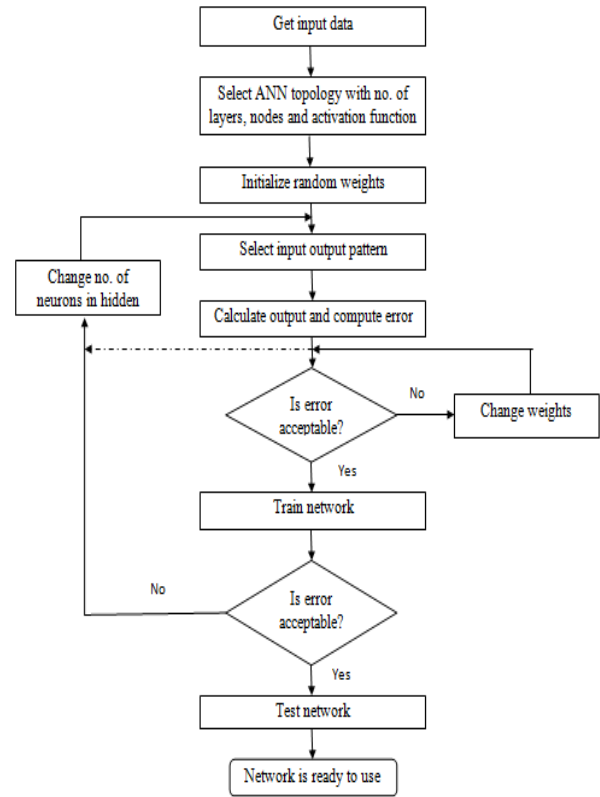 Get input data
Select ANN topology with no. of
layers, nodes and activation function
Initialize random weights
Select input output pattern
Change no. of
neurons in hidden
Calculate output and compute error
Is error
acceptable?
No
Change weights
Yes
Train network
Is error
acceptable?
No
Yes
Test network
Network is ready to use